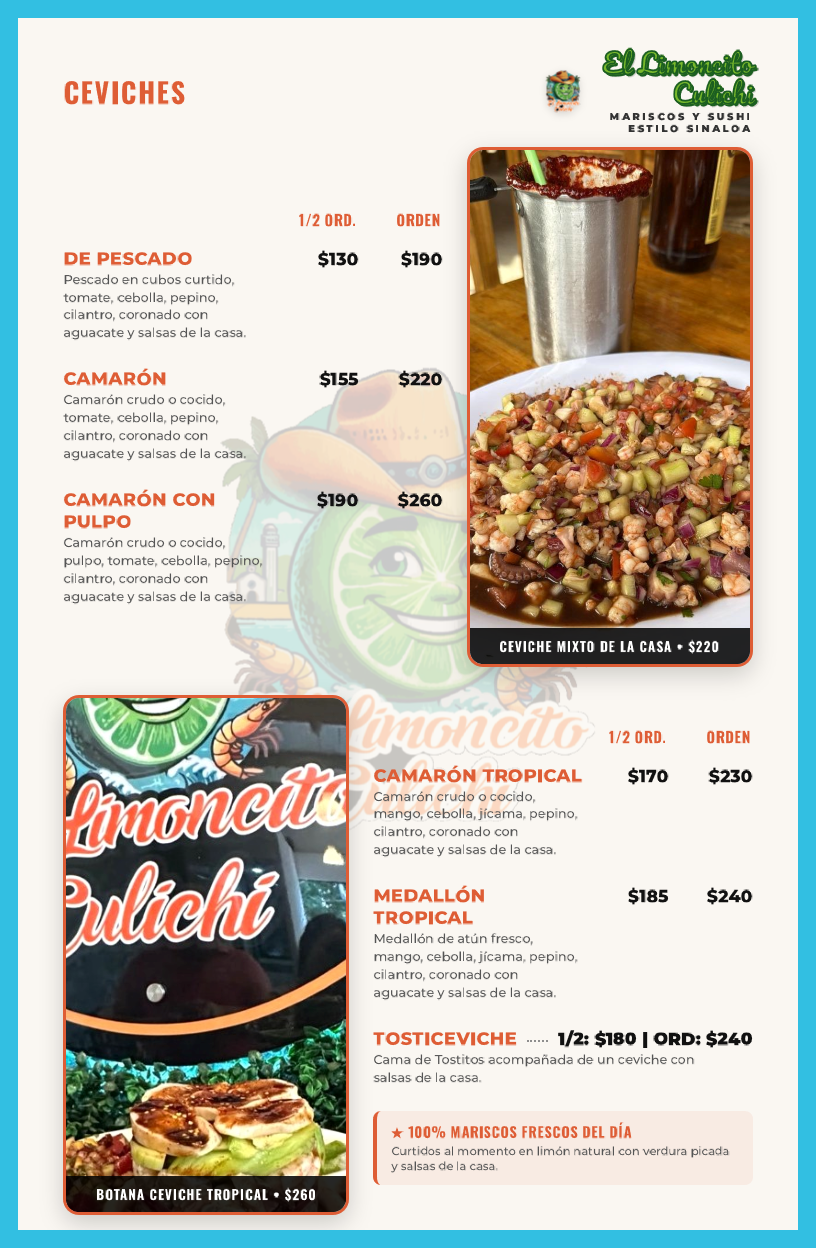 CEVICHES
El Limoncito
Culichi
MARISCOS Y SUSHI
ESTILO SINALOA
1/2 ORD. ORDEN
DE PESCADO $130 $190
Pescado en cubos curtido,
tomate, cebolla, pepino,
cilantro, coronado con
aguacate y salsas de la casa.
CAMARÓN $155 $220
Camarón crudo o cocido,
tomate, cebolla, pepino,
cilantro, coronado con
aguacate y salsas de la casa.
CAMARÓN CON $190 $260
PULPO
Camarón crudo o cocido,
pulpo, tomate, cebolla, pepino,
cilantro, coronado con
aguacate y salsas de la casa.
CEVICHE MIXTO DE LA CASA • $220
Limoncito
Culichi
Limoncito
Culichi
BOTANA CEVICHE TROPICAL • $260
1/2 ORD. ORDEN
CAMARÓN TROPICAL $170 $230
Camarón crudo o cocido,
mango, cebolla, jícama, pepino,
cilantro, coronado con
aguacate y salsas de la casa.
MEDALLÓN $185 $240
TROPICAL
Medallón de atún fresco,
mango, cebolla, jícama, pepino,
cilantro, coronado con
aguacate y salsas de la casa.
TOSTICEVICHE ...... 1/2: $180 | ORD: $240
Cama de Tostitos acompañada de un ceviche con
salsas de la casa.
★ 100% MARISCOS FRESCOS DEL DÍA
Curtidos al momento en limón natural con verdura picada
y salsas de la casa.